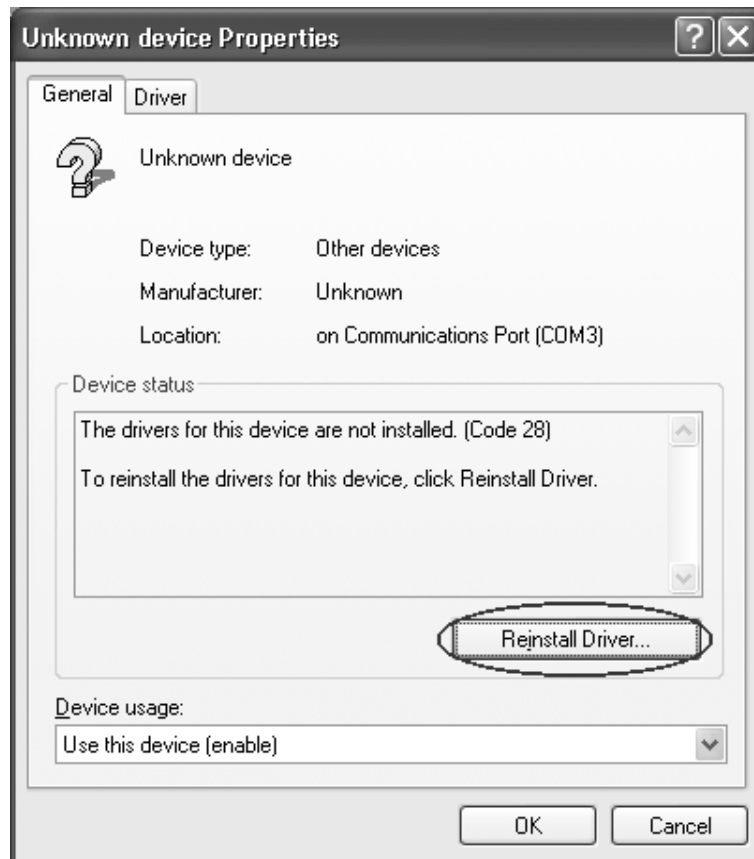 Unknown device Properties
General Driver
Unknown device
Device type: Other devices
Manufacturer: Unknown
Location: on Communications Port (COM3)
Device status
The drivers for this device are not installed. (Code 28)
To reinstall the drivers for this device, click Reinstall Driver.
Reinstall Driver...
Device usage:
Use this device (enable)
OK Cancel